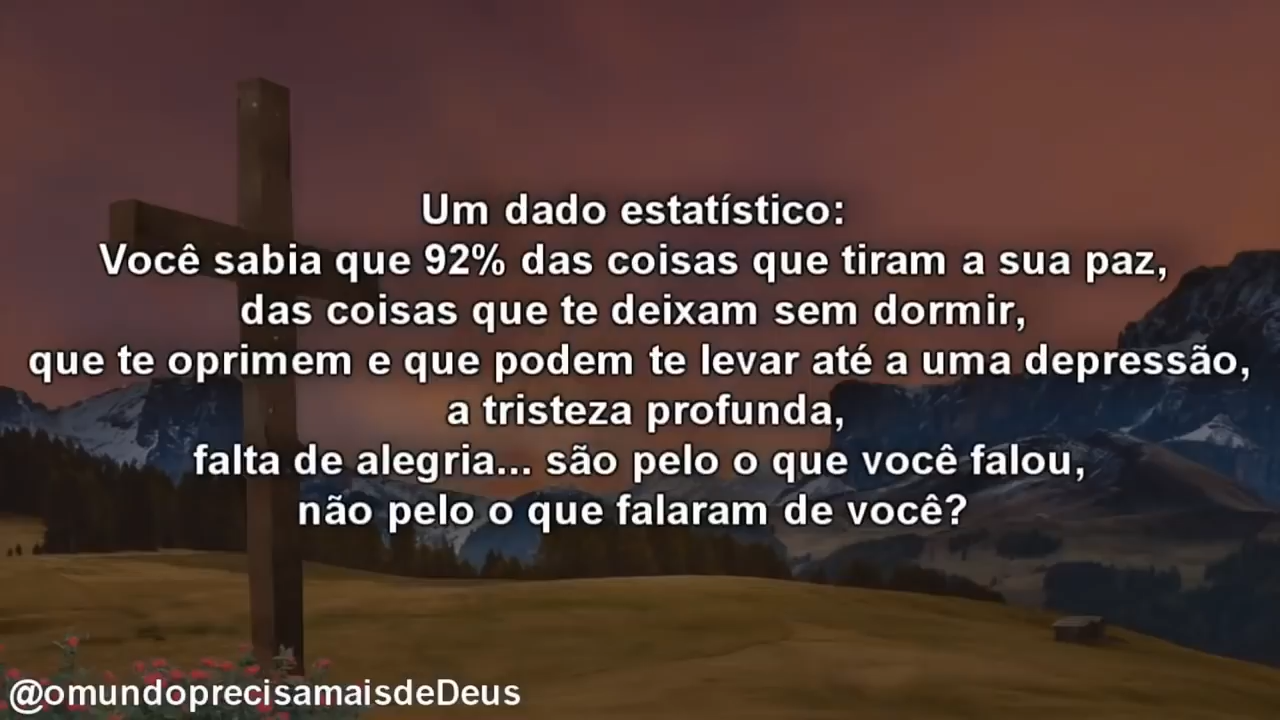 Um dado estatístico:
Você sabia que 92% das coisas que tiram a sua paz,
das coisas que te deixam sem dormir,
que te oprimem e que podem te levar até a uma depressão,
a tristeza profunda,
falta de alegria... são pelo o que você falou,
não pelo o que falaram de você?
@omundoprecisamaisdeDeus